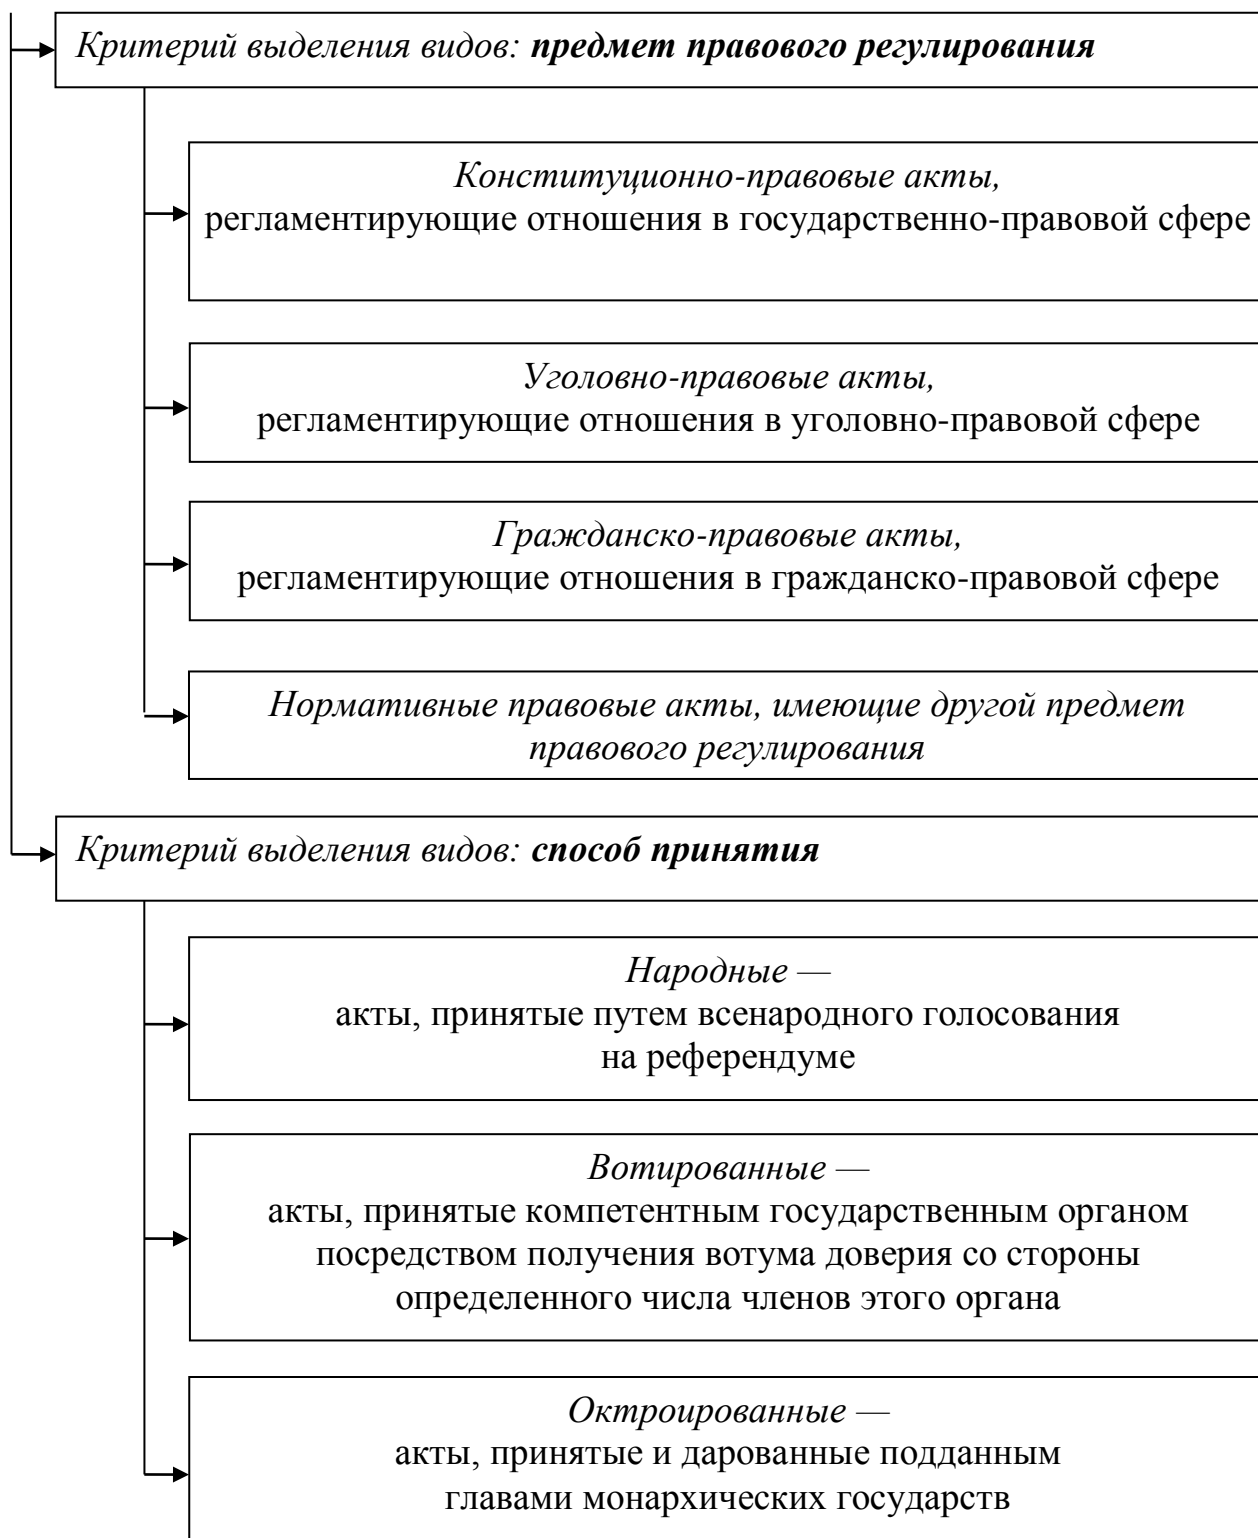 Критерий выделения видов: предмет правового регулирования
Конституционно-правовые акты,
регламентирующие отношения в государственно-правовой сфере
Уголовно-правовые акты,
регламентирующие отношения в уголовно-правовой сфере
Гражданско-правовые акты,
регламентирующие отношения в гражданско-правовой сфере
Нормативные правовые акты, имеющие другой предмет
правового регулирования
Критерий выделения видов: способ принятия
Народные —
акты, принятые путем всенародного голосования
на референдуме
Вотированные —
акты, принятые компетентным государственным органом
посредством получения вотума доверия со стороны
определенного числа членов этого органа
Октроированные —
акты, принятые и дарованные подданным
главами монархических государств